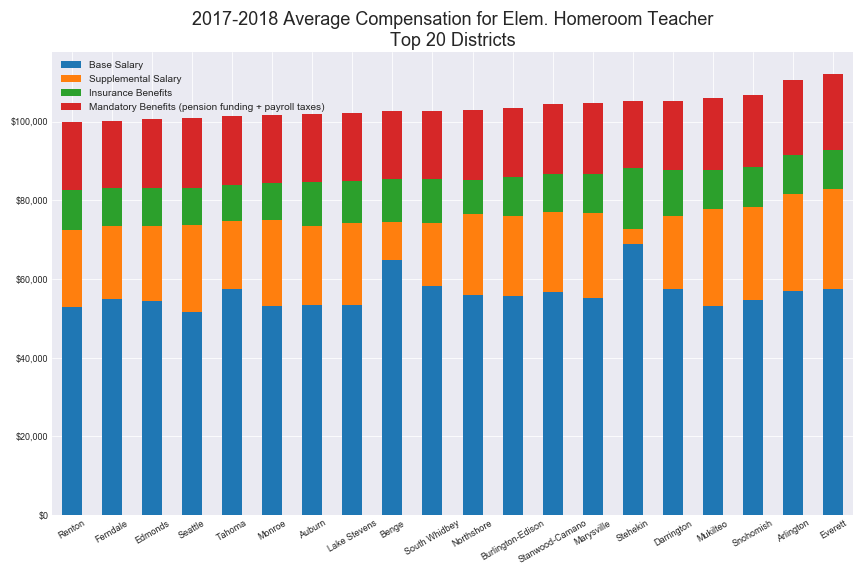 2017-2018 Average Compensation for Elem. Homeroom Teacher
Top 20 Districts
Base Salary
Supplemental Salary
Insurance Benefits
Mandatory Benefits (pension funding + payroll taxes)
$100,000
$80,000
$60,000
$40,000
$20,000
$0
Renton
Ferndale
Edmonds
Seattle
Tahoma
Monroe
Auburn
Lake Stevens
Benge
South Whidbey
Northshore
Burlington-Edison
Stanwood-Camano
Marysville
Stehekin
Darrington
Mukilteo
Snohomish
Arlington
Everett